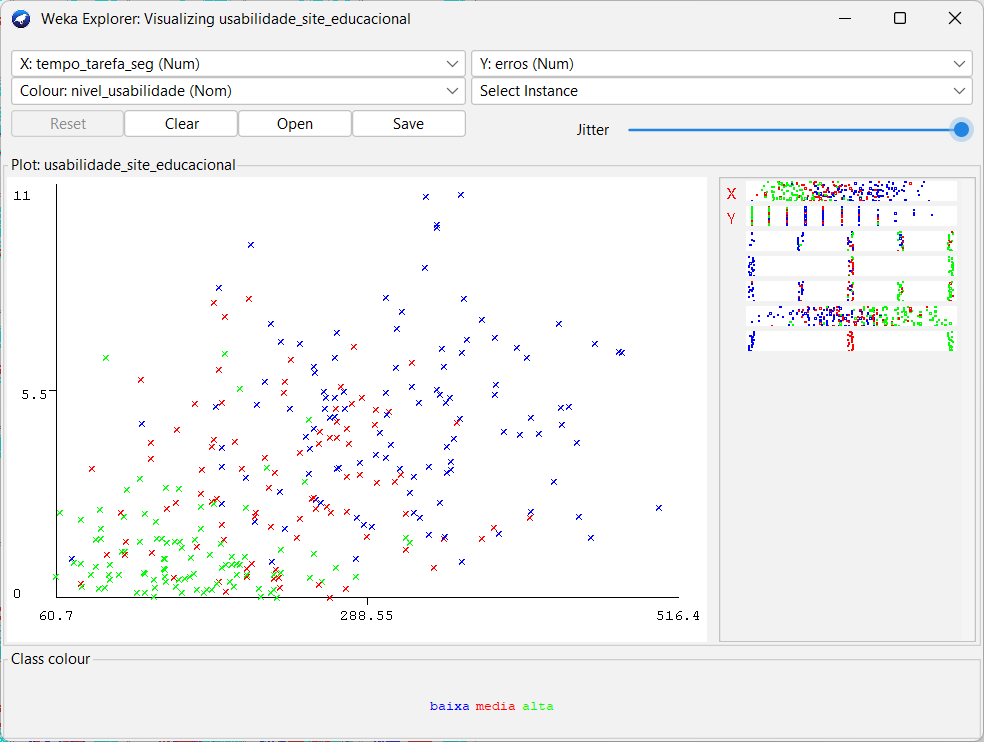 Weka Explorer: Visualizing usabilidade_site_educacional
X: tempo_tarefa_seg (Num)
Y: erros (Num)
Colour: nivel_usabilidade (Nom)
Select Instance
Reset
Clear
Open
Save
Jitter
Plot: usabilidade_site_educacional
11
5.5
0
60.7
288.55
516.4
X
Y
Class colour
baixa media alta